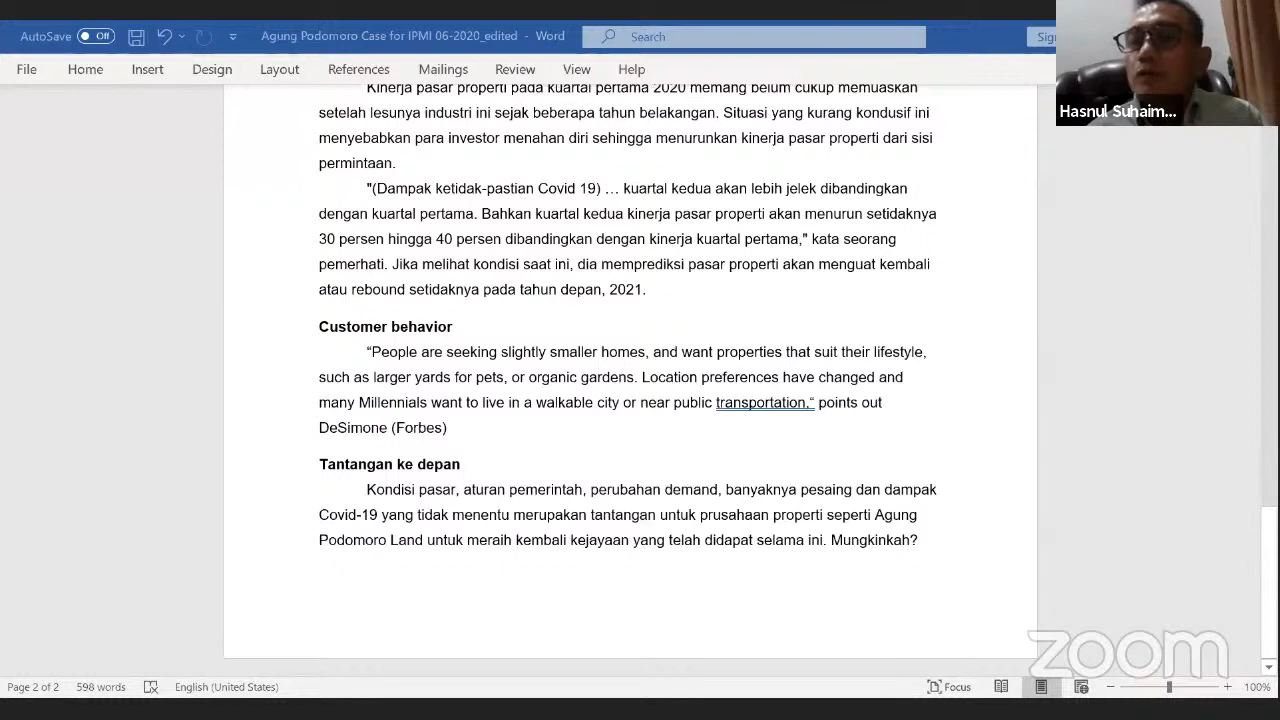 AutoSave Off Agung Podomoro Case for IPMI 06-2020_edited - Word Search Sig
File Home Insert Design Layout References Mailings Review View Help
Hasnul Suhaim...
Kinerja pasar properti pada kuartal pertama 2020 memang belum cukup memuaskan
setelah lesunya industri ini sejak beberapa tahun belakangan. Situasi yang kurang kondusif ini
menyebabkan para investor menahan diri sehingga menurunkan kinerja pasar properti dari sisi
permintaan.
"(Dampak ketidak-pastian Covid 19) … kuartal kedua akan lebih jelek dibandingkan
dengan kuartal pertama. Bahkan kuartal kedua kinerja pasar properti akan menurun setidaknya
30 persen hingga 40 persen dibandingkan dengan kinerja kuartal pertama," kata seorang
pemerhati. Jika melihat kondisi saat ini, dia memprediksi pasar properti akan menguat kembali
atau rebound setidaknya pada tahun depan, 2021.
Customer behavior
“People are seeking slightly smaller homes, and want properties that suit their lifestyle,
such as larger yards for pets, or organic gardens. Location preferences have changed and
many Millennials want to live in a walkable city or near public transportation,“ points out
DeSimone (Forbes)
Tantangan ke depan
Kondisi pasar, aturan pemerintah, perubahan demand, banyaknya pesaing dan dampak
Covid-19 yang tidak menentu merupakan tantangan untuk prusahaan properti seperti Agung
Podomoro Land untuk meraih kembali kejayaan yang telah didapat selama ini. Mungkinkah?
zoom
Page 2 of 2 598 words English (United States) Focus 100%